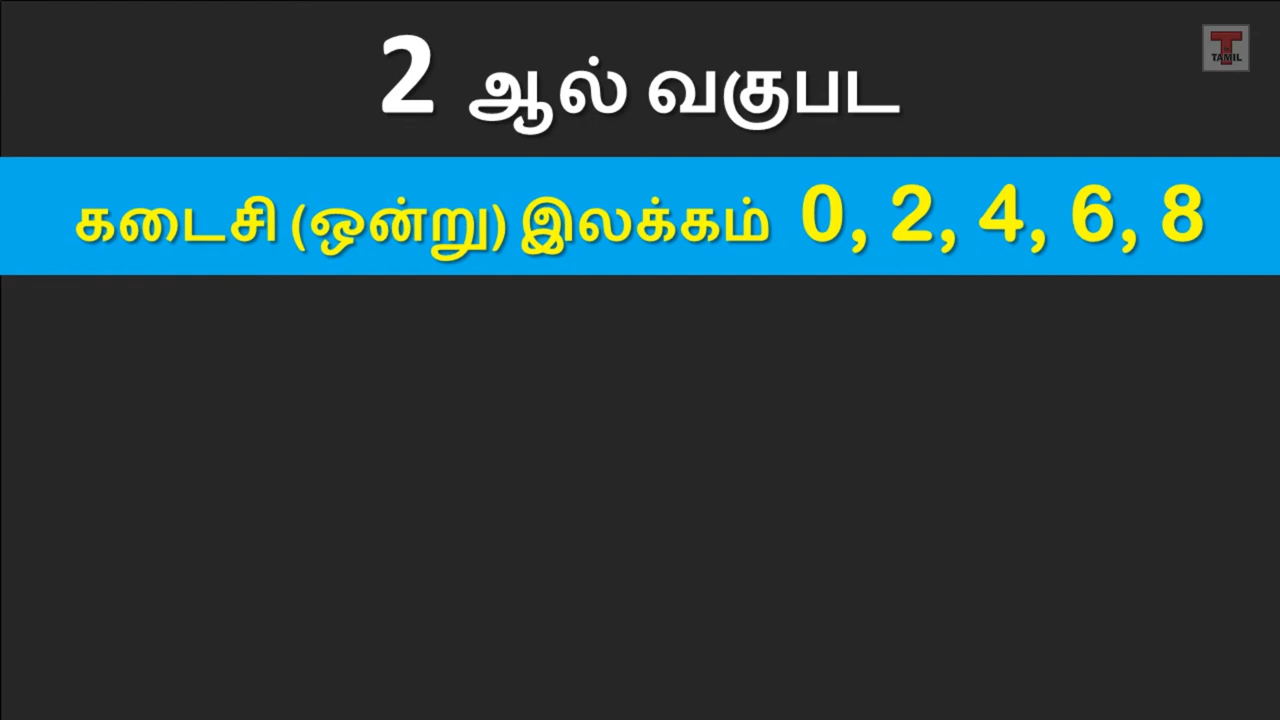 2 ஆல் வகுபட
கடைசி (ஒன்று) இலக்கம் 0, 2, 4, 6, 8
T
TAMIL